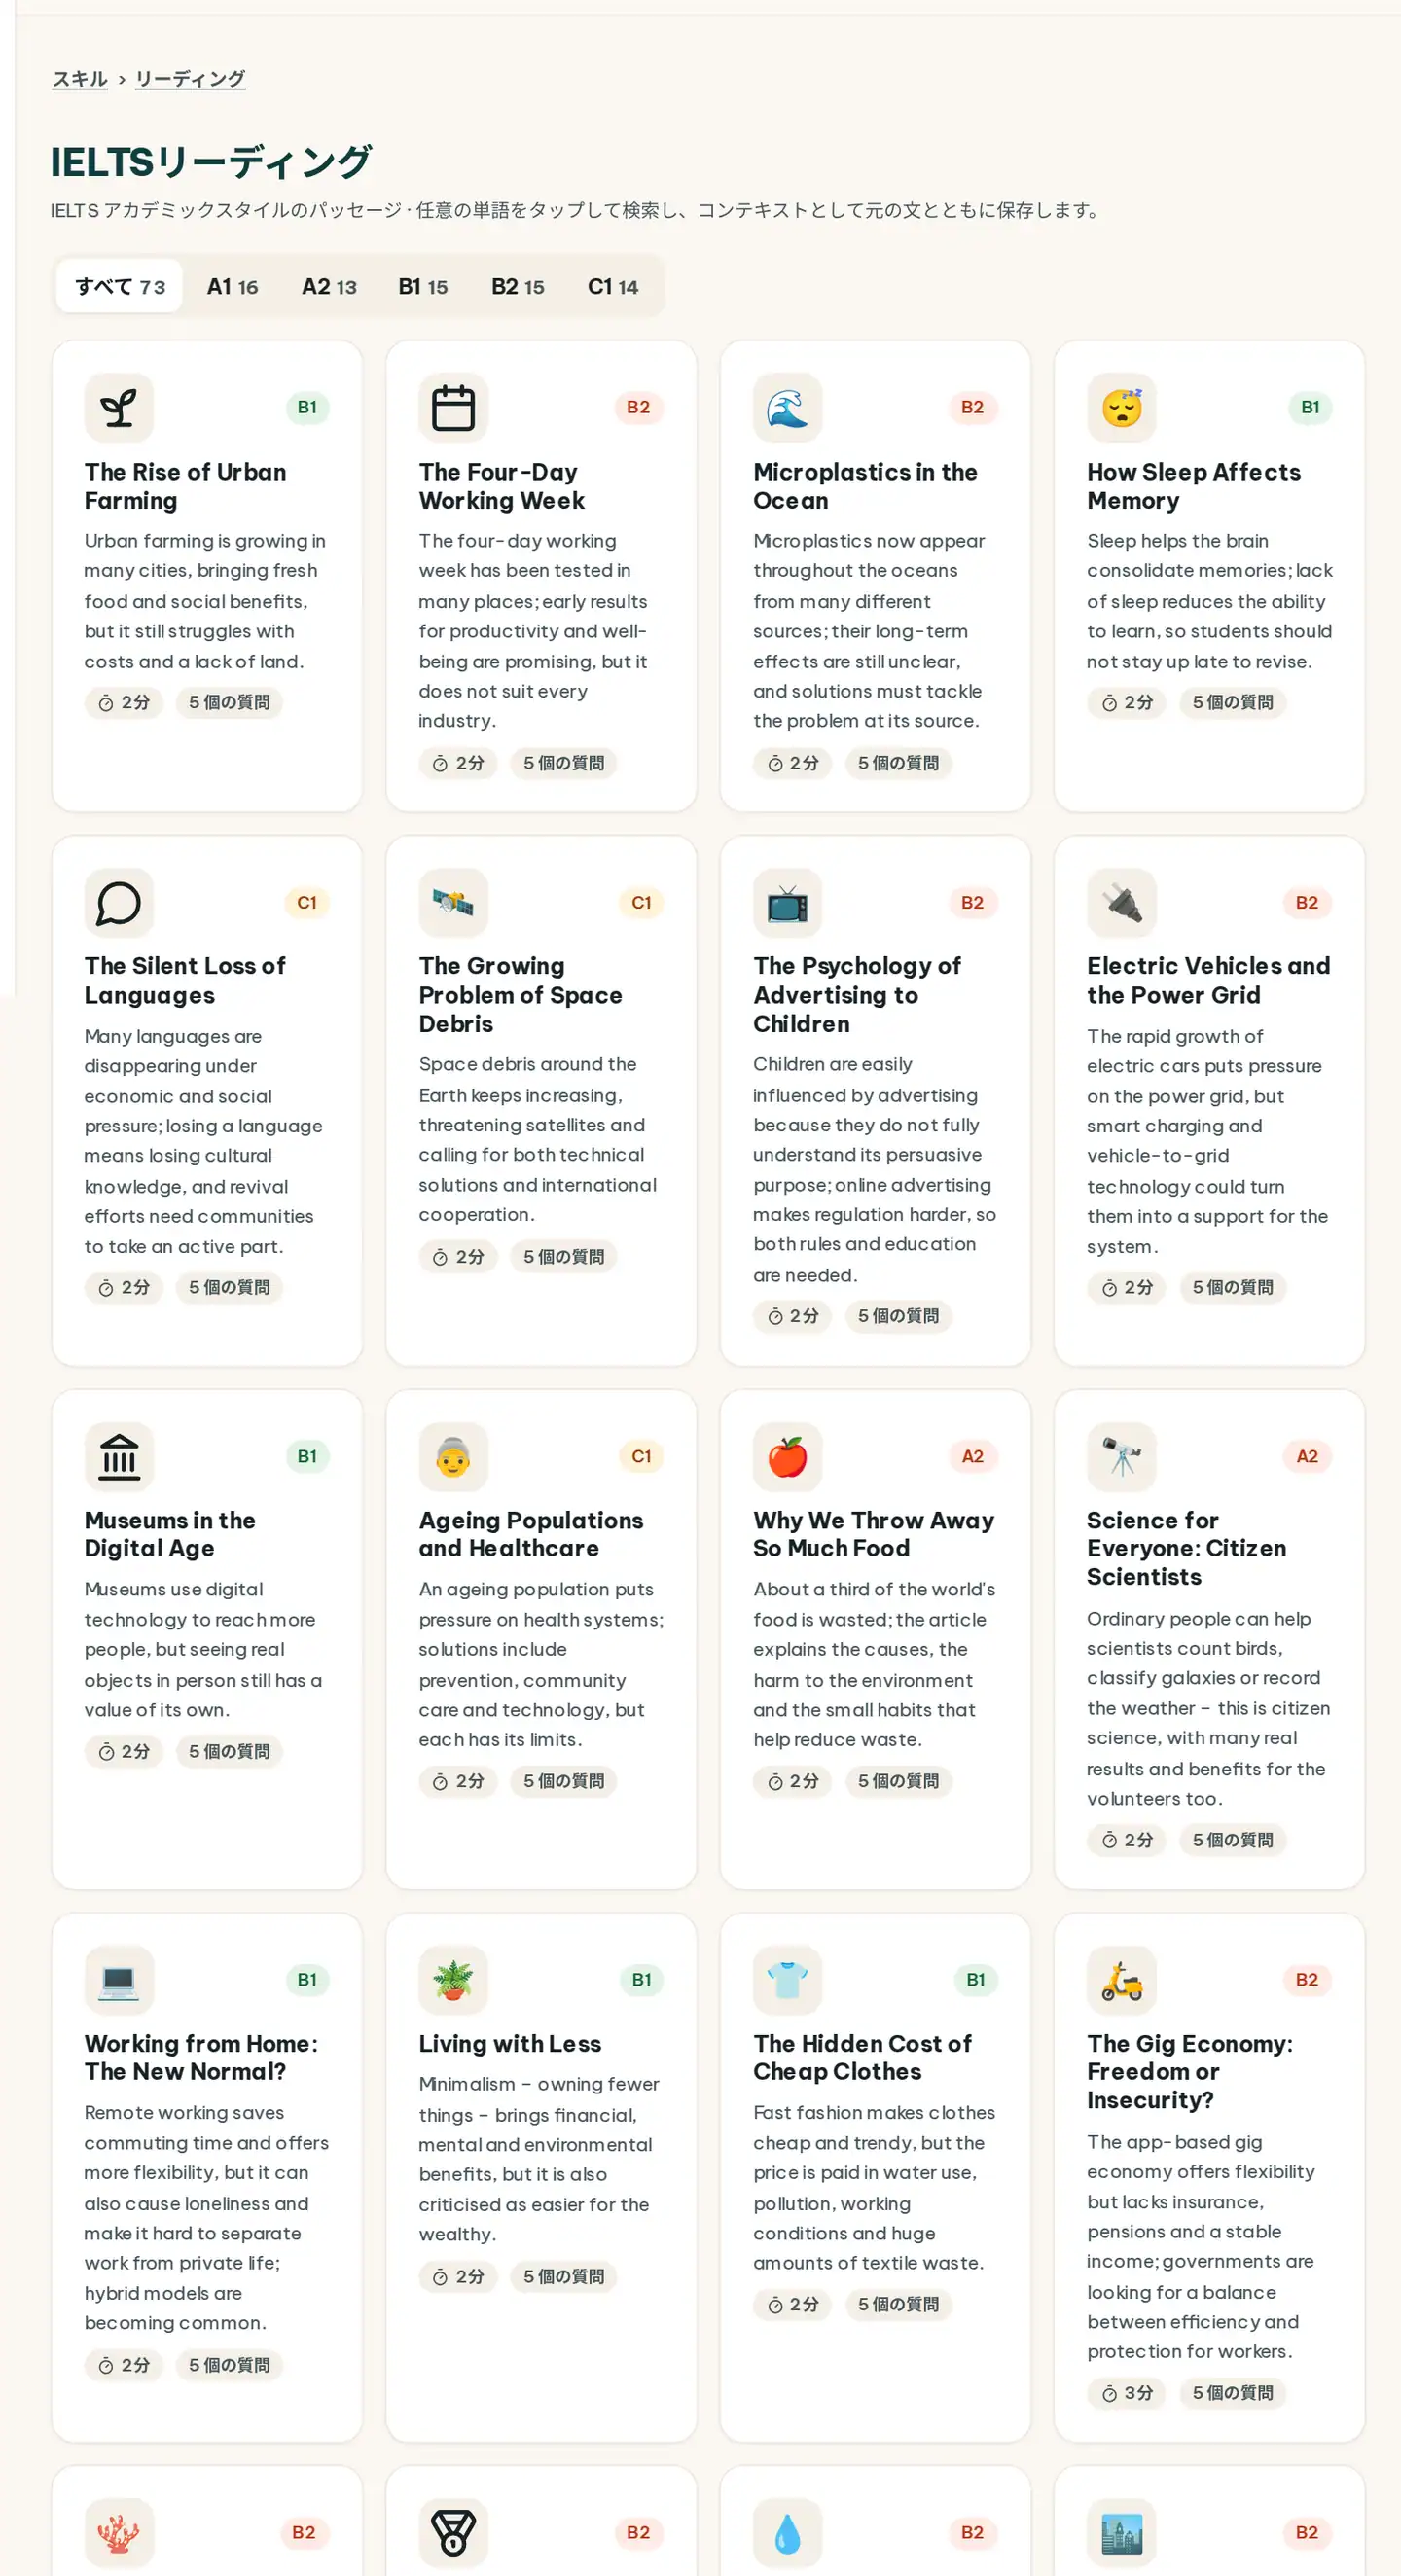 スキル › リーディング
IELTSリーディング
IELTS アカデミックスタイルのパッセージ · 任意の単語をタップして検索し、コンテキストとして元の文とともに保存します。
すべて 73 A1 16 A2 13 B1 15 B2 15 C1 14
B1
The Rise of Urban
Farming
Urban farming is growing in
many cities, bringing fresh
food and social benefits,
but it still struggles with
costs and a lack of land.
2分 5 個の質問
B2
The Four-Day
Working Week
The four-day working
week has been tested in
many places; early results
for productivity and well-
being are promising, but it
does not suit every
industry.
2分 5 個の質問
B2
Microplastics in the
Ocean
Microplastics now appear
throughout the oceans
from many different
sources; their long-term
effects are still unclear,
and solutions must tackle
the problem at its source.
2分 5 個の質問
B1
How Sleep Affects
Memory
Sleep helps the brain
consolidate memories; lack
of sleep reduces the ability
to learn, so students should
not stay up late to revise.
2分 5 個の質問
C1
The Silent Loss of
Languages
Many languages are
disappearing under
economic and social
pressure; losing a language
means losing cultural
knowledge, and revival
efforts need communities
to take an active part.
2分 5 個の質問
C1
The Growing
Problem of Space
Debris
Space debris around the
Earth keeps increasing,
threatening satellites and
calling for both technical
solutions and international
cooperation.
2分 5 個の質問
B2
The Psychology of
Advertising to
Children
Children are easily
influenced by advertising
because they do not fully
understand its persuasive
purpose; online advertising
makes regulation harder, so
both rules and education
are needed.
2分 5 個の質問
B2
Electric Vehicles and
the Power Grid
The rapid growth of
electric cars puts pressure
on the power grid, but
smart charging and
vehicle-to-grid
technology could turn
them into a support for the
system.
2分 5 個の質問
B1
Museums in the
Digital Age
Museums use digital
technology to reach more
people, but seeing real
objects in person still has a
value of its own.
2分 5 個の質問
C1
Ageing Populations
and Healthcare
An ageing population puts
pressure on health systems;
solutions include
prevention, community
care and technology, but
each has its limits.
2分 5 個の質問
A2
Why We Throw Away
So Much Food
About a third of the world's
food is wasted; the article
explains the causes, the
harm to the environment
and the small habits that
help reduce waste.
2分 5 個の質問
A2
Science for
Everyone: Citizen
Scientists
Ordinary people can help
scientists count birds,
classify galaxies or record
the weather – this is citizen
science, with many real
results and benefits for the
volunteers too.
2分 5 個の質問
B1
Working from Home:
The New Normal?
Remote working saves
commuting time and offers
more flexibility, but it can
also cause loneliness and
make it hard to separate
work from private life;
hybrid models are
becoming common.
2分 5 個の質問
B1
Living with Less
Minimalism – owning fewer
things – brings financial,
mental and environmental
benefits, but it is also
criticised as easier for the
wealthy.
2分 5 個の質問
B1
The Hidden Cost of
Cheap Clothes
Fast fashion makes clothes
cheap and trendy, but the
price is paid in water use,
pollution, working
conditions and huge
amounts of textile waste.
2分 5 個の質問
B2
The Gig Economy:
Freedom or
Insecurity?
The app-based gig
economy offers flexibility
but lacks insurance,
pensions and a stable
income; governments are
looking for a balance
between efficiency and
protection for workers.
3分 5 個の質問
B2
B2
B2
B2